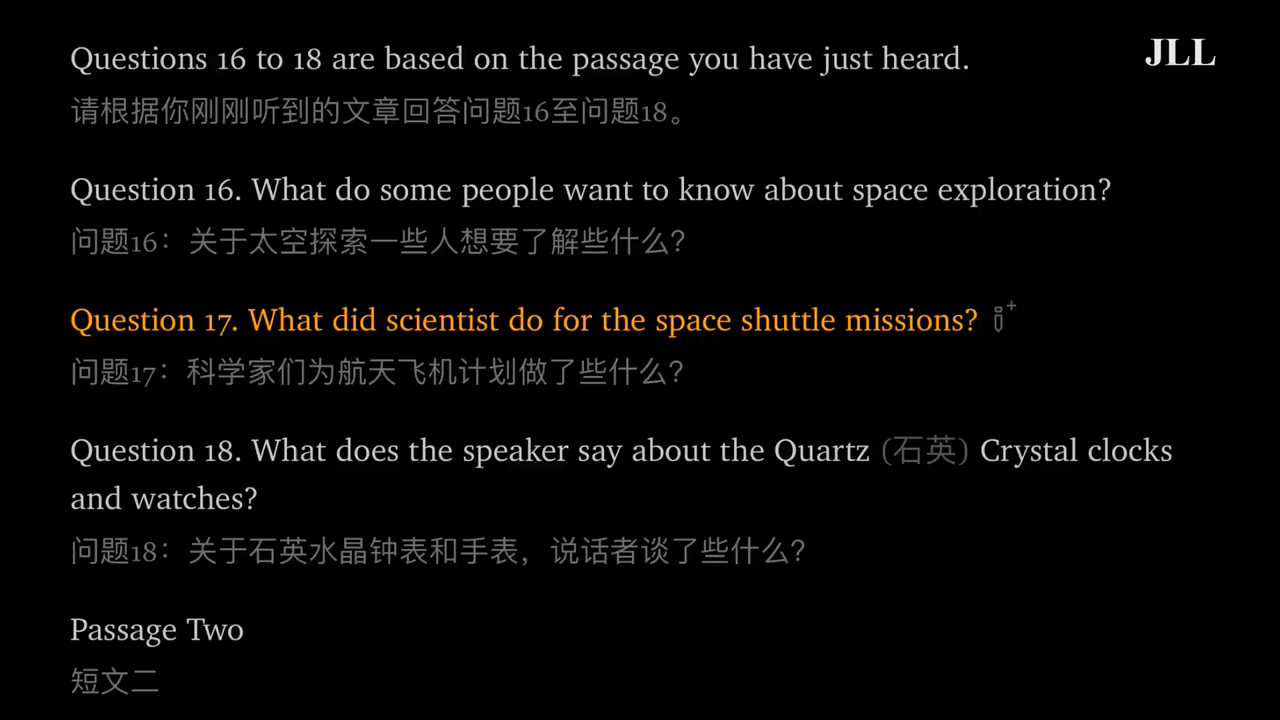 Questions 16 to 18 are based on the passage you have just heard.
JLL
请根据你刚刚听到的文章回答问题16至问题18。
Question 16. What do some people want to know about space exploration?
问题16：关于太空探索一些人想要了解些什么？
Question 17. What did scientist do for the space shuttle missions?
问题17：科学家们为航天飞机计划做了些什么？
Question 18. What does the speaker say about the Quartz (石英) Crystal clocks
and watches?
问题18：关于石英水晶钟表和手表，说话者谈了些什么？
Passage Two
短文二